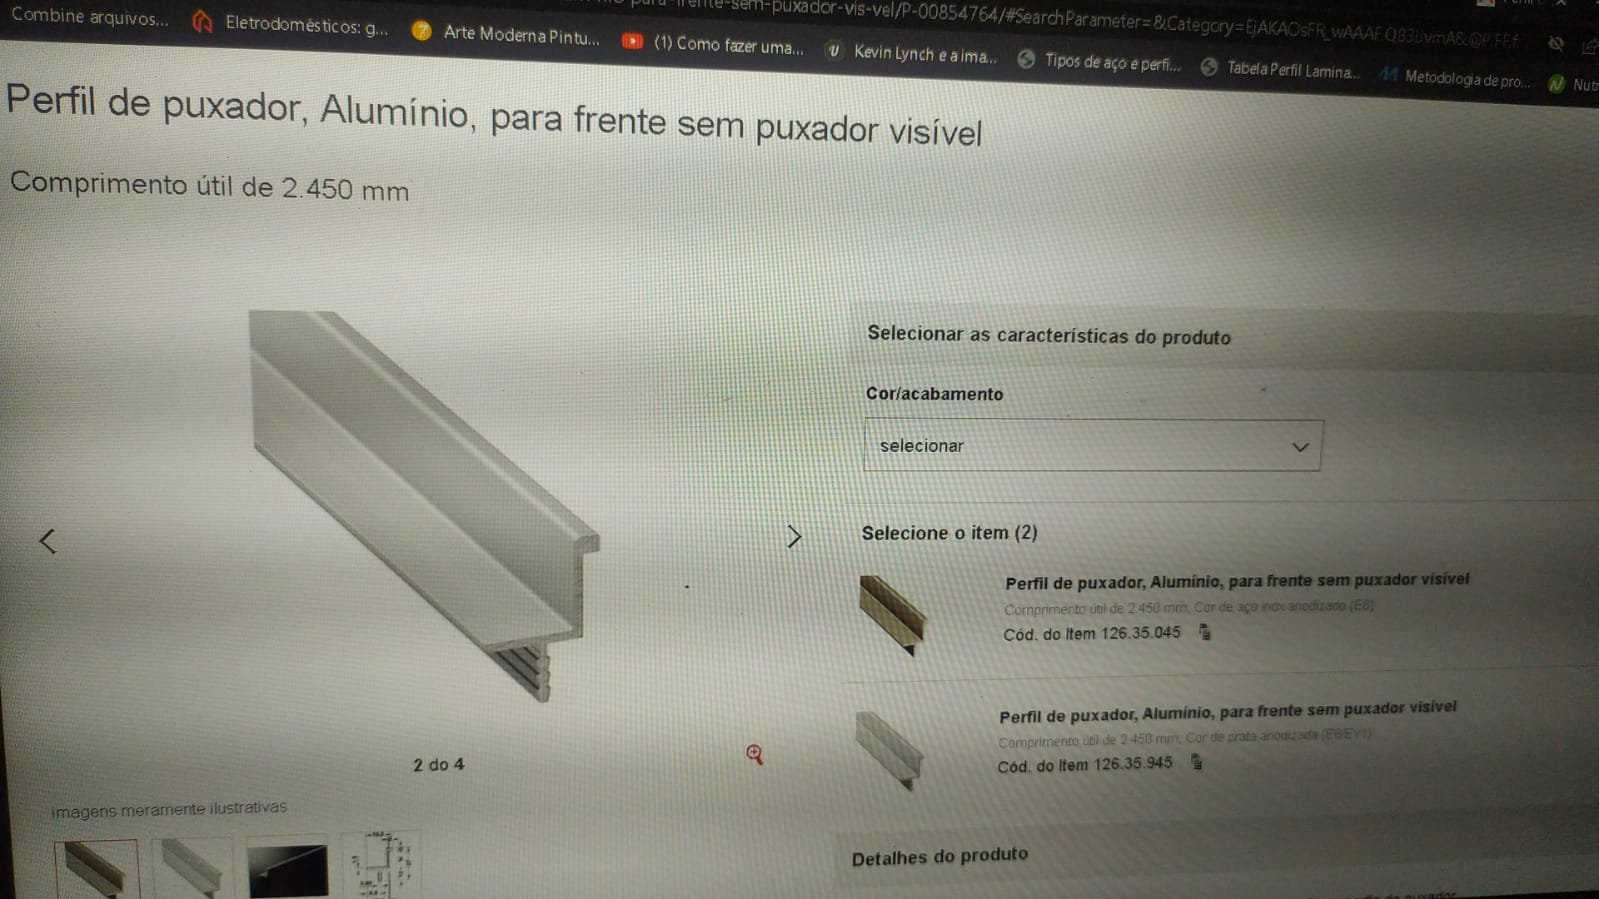 -frente-sem-puxador-vis-vel/P-00854764/#SearchParameter=&Category=
Combine arquivos...
Eletrodomésticos: g...
Arte Moderna Pintu...
(1) Como fazer uma...
Kevin Lynch e a ima...
Tipos de aço e perfi...
Tabela Perfil Lamina...
Metodologia de pro...
Nutr
Perfil de puxador, Alumínio, para frente sem puxador visível
Comprimento útil de 2.450 mm
Selecionar as características do produto
Cor/acabamento
selecionar
Selecione o item (2)
Perfil de puxador, Alumínio, para frente sem puxador visível
Comprimento útil de 2.450 mm, Cor de aço inox anodizado (E6)
Cód. do Item 126.35.045
Perfil de puxador, Alumínio, para frente sem puxador visível
Comprimento útil de 2.450 mm, Cor de prata anodizada (E6/EV1)
Cód. do Item 126.35.945
2 do 4
imagens meramente ilustrativas
Detalhes do produto